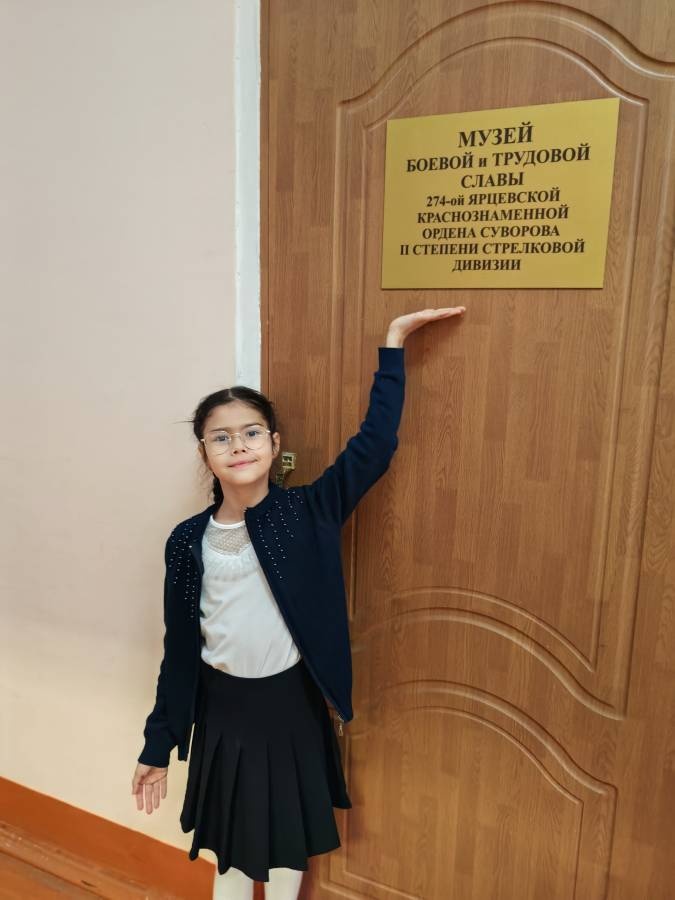 МУЗЕЙ
БОЕВОЙ и ТРУДОВОЙ
СЛАВЫ
274-ой ЯРЦЕВСКОЙ
КРАСНОЗНАМЕННОЙ
ОРДЕНА СУВОРОВА
II СТЕПЕНИ СТРЕЛКОВОЙ
ДИВИЗИИ